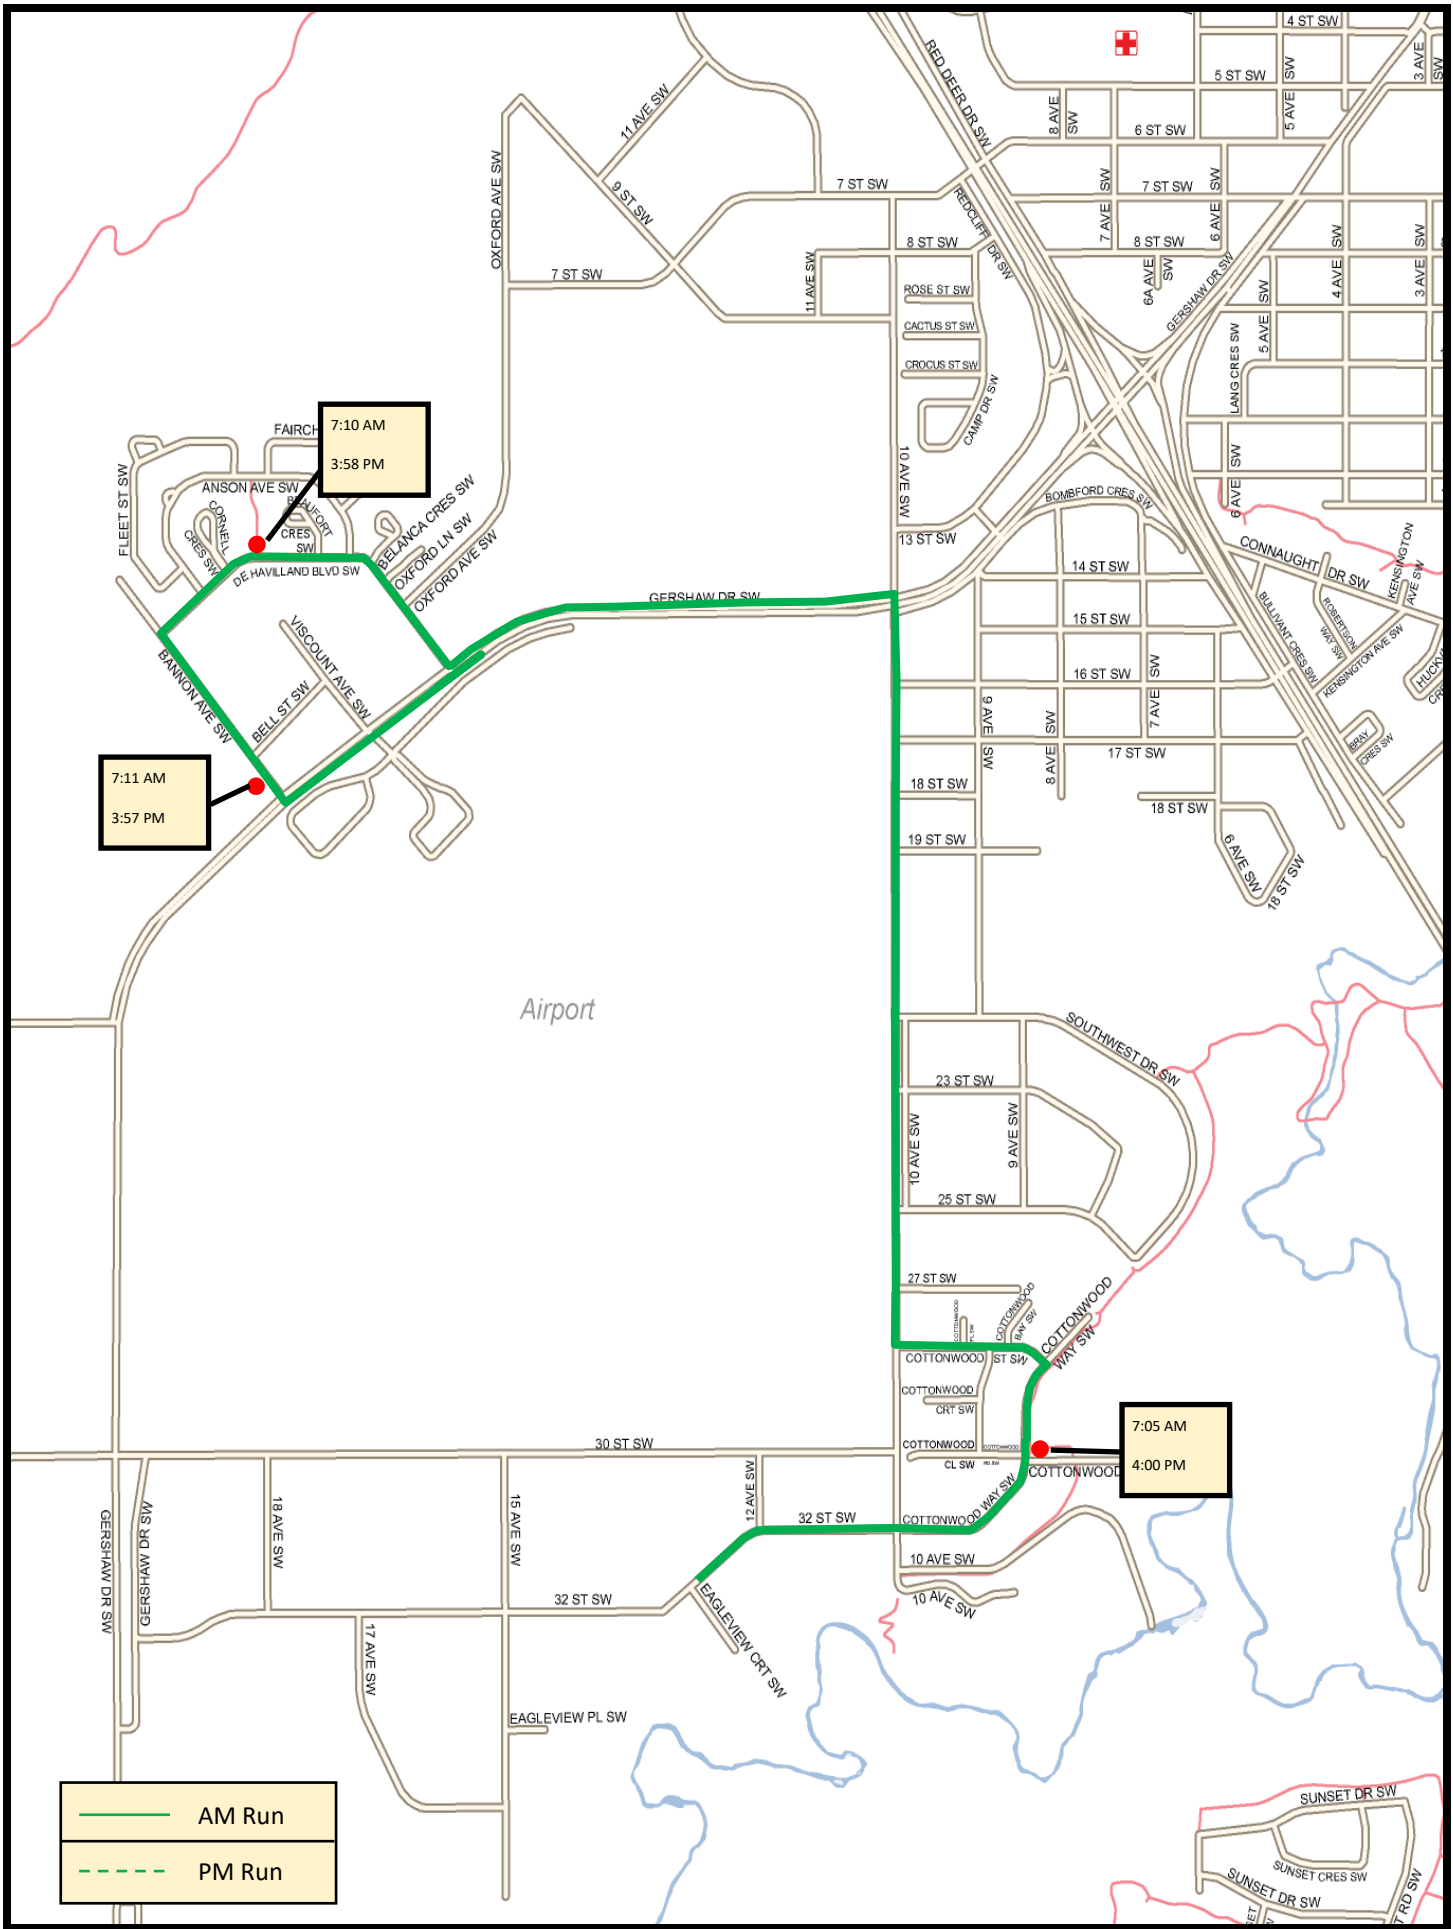 4 ST SW
3 AVE
SW
RED DEER DR SW
5 ST SW
SW
5 AVE
8 AVE
SW
6 ST SW
11 AVE SW
OXFORD AVE SW
9 ST SW
7 ST SW
REDCLIFF
DR SW
7 AVE SW
7 ST SW
6 AVE SW
8 ST SW
8 ST SW
6A AVE
SW
4 AVE SW
3 AVE SW
7 ST SW
11 AVE SW
ROSE ST SW
GERSHAW DR SW
5 AVE SW
CACTUS ST SW
LANG CRES SW
CROCUS ST SW
CAMP DR SW
7:10 AM
3:58 PM
FAIRCH
10 AVE SW
6 AVE SW
FLEET ST SW
ANSON AVE SW
BEAUFORT
CRES
SW
CORNELL
CRES SW
BELANCA CRES SW
OXFORD LN SW
OXFORD AVE SW
BOMBFORD CRES SW
13 ST SW
CONNAUGHT DR SW
KENSINGTON
AVE SW
DE HAVILLAND BLVD SW
14 ST SW
GERSHAW DR SW
BULLIVANT CRES SW
ROBERTSON
WAY SW
KENSINGTON AVE SW
15 ST SW
VISCOUNT AVE SW
BANNON AVE SW
BELL ST SW
16 ST SW
HUCKV
CRE
9 AVE SW
8 AVE SW
7 AVE SW
17 ST SW
BRAY
CRES SW
7:11 AM
3:57 PM
18 ST SW
18 ST SW
19 ST SW
6 AVE SW
18 ST SW
Airport
SOUTHWEST DR SW
23 ST SW
10 AVE SW
9 AVE SW
25 ST SW
27 ST SW
COTTONWOOD
PL SW
COTTONWOOD
BAY SW
COTTONWOOD
WAY SW
COTTONWOOD ST SW
COTTONWOOD
CRT SW
7:05 AM
4:00 PM
30 ST SW
COTTONWOOD
CL SW
COTTONWOOD
RD SW
COTTONWOOD
GERSHAW DR SW
GERSHAW DR SW
18 AVE SW
15 AVE SW
12 AVE SW
32 ST SW
COTTONWOOD WAY SW
10 AVE SW
32 ST SW
EAGLEVIEW CRT SW
10 AVE SW
17 AVE SW
EAGLEVIEW PL SW
AM Run
PM Run
SUNSET DR SW
SUNSET CRES SW
SUNSET DR SW
SET
T RD SW